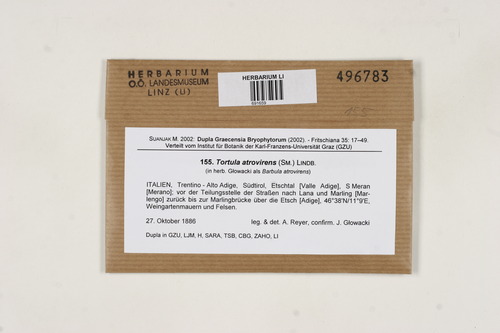 HERBARIUM
O.Ö. LANDESMUSEUM
LINZ (U)
HERBARIUM LI
496783
155
SUANJAK M. 2002: Dupla Graecensia Bryophytorum (2002). - Fritschiana 35: 17–49.
Verteilt vom Institut für Botanik der Karl-Franzens-Universität Graz (GZU)
155. Tortula atrovirens (SM.) LINDB.
(in herb. Głowacki als Barbula atrovirens)
ITALIEN, Trentino - Alto Adige, Südtirol, Etschtal [Valle Adige], S Meran
[Merano]; vor der Teilungsstelle der Straßen nach Lana und Marling [Mar-
lengo] zurück bis zur Marlingbrücke über die Etsch [Adige], 46°38'N/11°9'E,
Weingartenmauern und Felsen.
27. Oktober 1886 leg. & det. A. Reyer, confirm. J. Głowacki
Dupla in GZU, LJM, H, SARA, TSB, CBG, ZAHO, LI